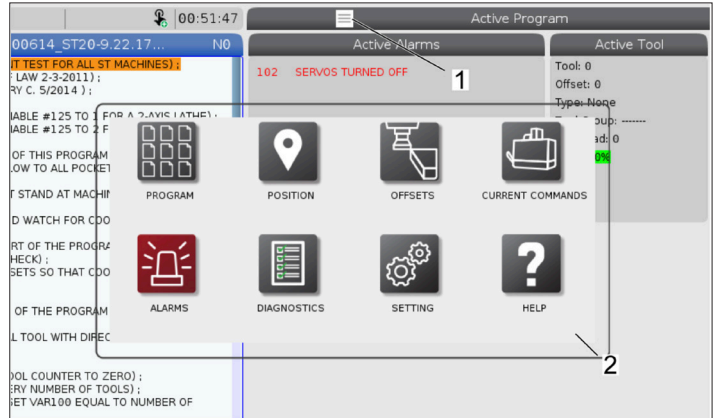 00:51:47
Active Program
00614_ST20-9.22.17... N0
Active Alarms
Active Tool
1
102 SERVOS TURNED OFF
Tool: 0
Offset: 0
Type: None
ad: 0
0%
IT TEST FOR ALL ST MACHINES) ;
LAW 2-3-2011) ;
RY C. 5/2014 ) ;
IABLE #125 TO 1 FOR A 2-AXIS LATHE) ;
IABLE #125 TO 2 F
OF THIS PROGRAM
LOW TO ALL POCKET
T STAND AT MACHIN
D WATCH FOR COO
RT OF THE PROGRA
HECK) ;
SETS SO THAT COO
OF THE PROGRAM
L TOOL WITH DIREC
OOL COUNTER TO ZERO) ;
ERY NUMBER OF TOOLS) ;
SET VAR100 EQUAL TO NUMBER OF
PROGRAM
POSITION
OFFSETS
CURRENT COMMANDS
ALARMS
DIAGNOSTICS
SETTING
HELP
2